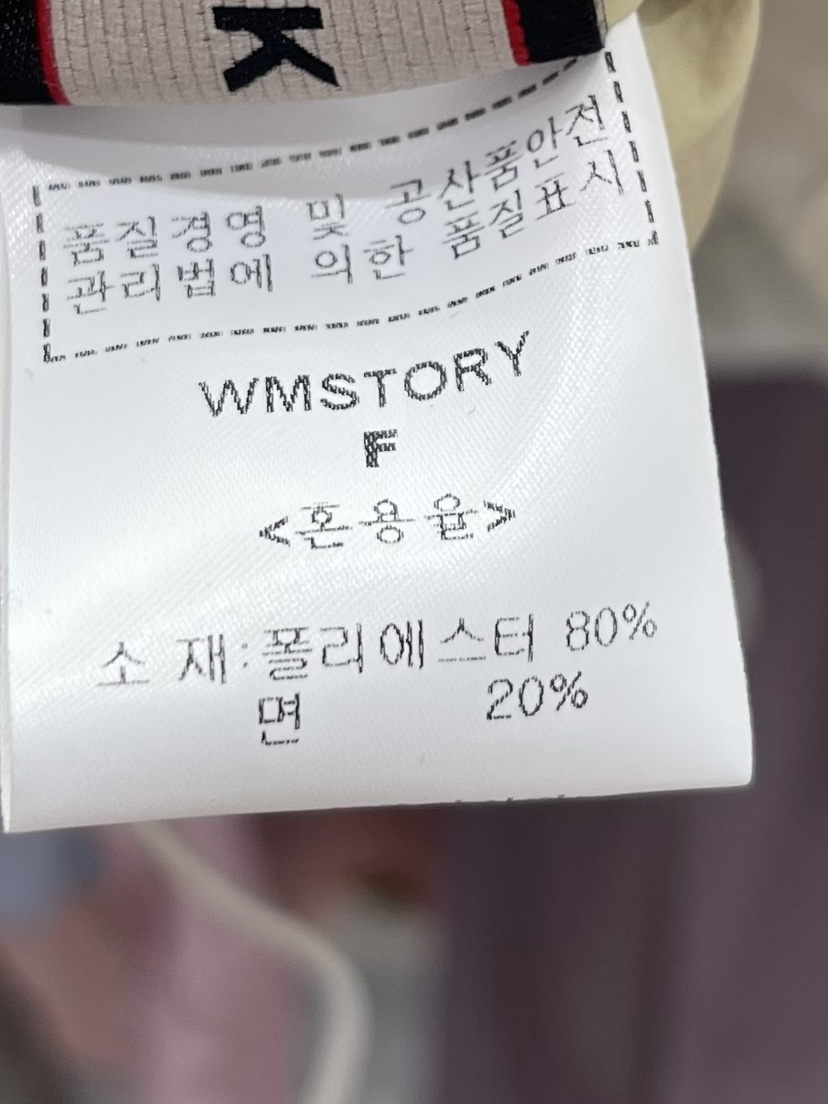 K
품질경영 및 공산품안전
관리법에 의한 품질표시
WMSTORY
F
<혼용율>
소 재:폴리에스터 80%
면 20%